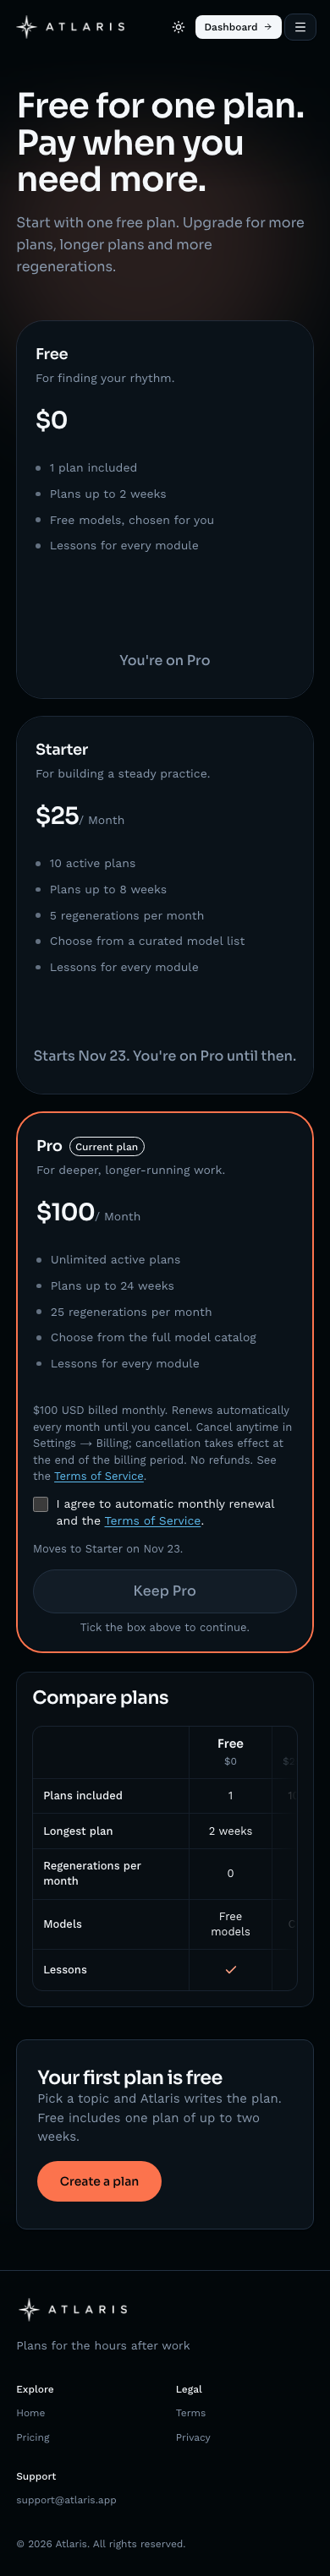 ATLARIS
Dashboard →
Free for one plan.
Pay when you
need more.
Start with one free plan. Upgrade for more
plans, longer plans and more
regenerations.
Free
For finding your rhythm.
$0
1 plan included
Plans up to 2 weeks
Free models, chosen for you
Lessons for every module
You're on Pro
Starter
For building a steady practice.
$25/ Month
10 active plans
Plans up to 8 weeks
5 regenerations per month
Choose from a curated model list
Lessons for every module
Starts Nov 23. You're on Pro until then.
Pro Current plan
For deeper, longer-running work.
$100/ Month
Unlimited active plans
Plans up to 24 weeks
25 regenerations per month
Choose from the full model catalog
Lessons for every module
$100 USD billed monthly. Renews automatically
every month until you cancel. Cancel anytime in
Settings → Billing; cancellation takes effect at
the end of the billing period. No refunds. See
the Terms of Service.
I agree to automatic monthly renewal
and the Terms of Service.
Moves to Starter on Nov 23.
Keep Pro
Tick the box above to continue.
Compare plans
Free
$0
Plans included 1
Longest plan 2 weeks
Regenerations per
month 0
Models Free
models
Lessons
Your first plan is free
Pick a topic and Atlaris writes the plan.
Free includes one plan of up to two
weeks.
Create a plan
ATLARIS
Plans for the hours after work
Explore Legal
Home Terms
Pricing Privacy
Support
support@atlaris.app
© 2026 Atlaris. All rights reserved.